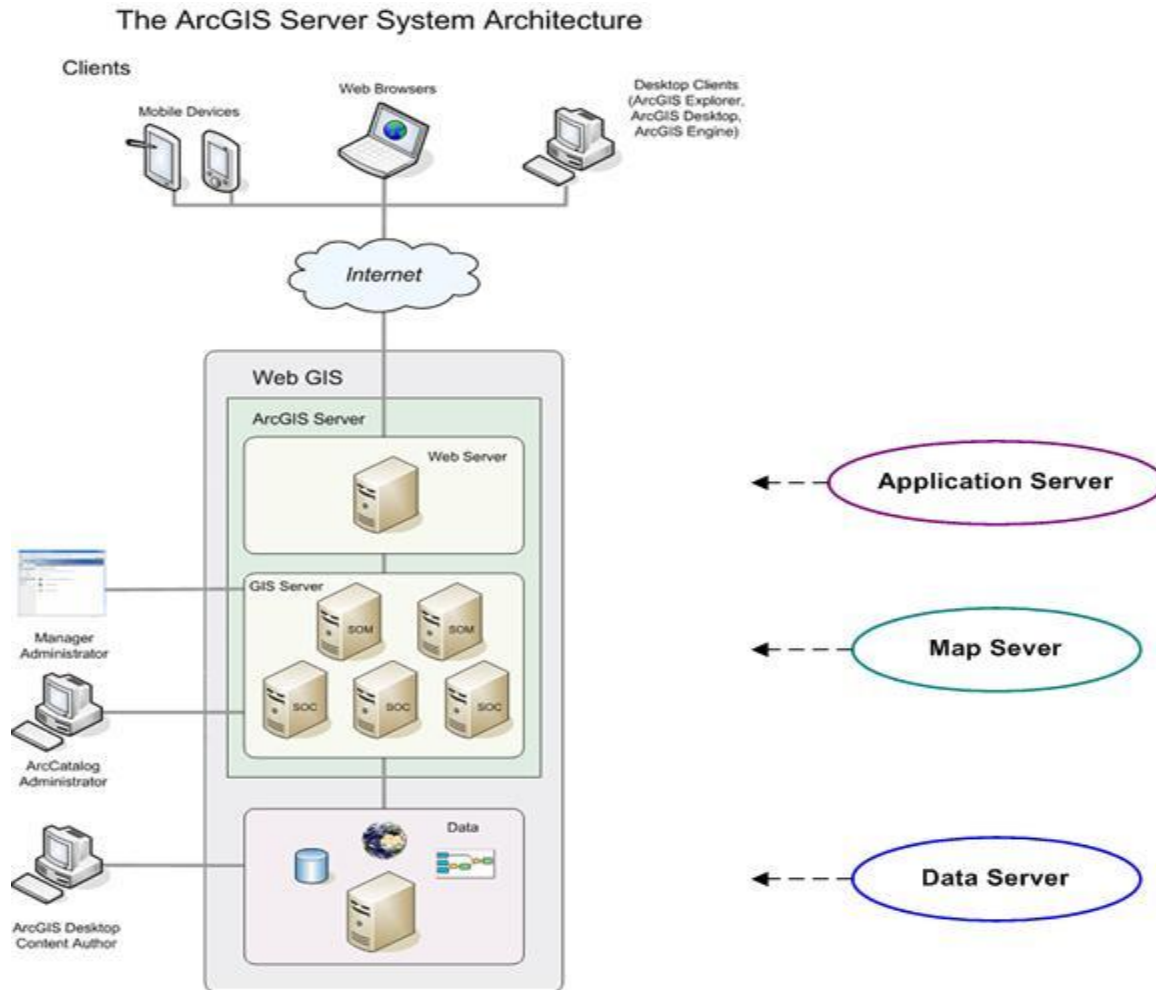 The ArcGIS Server System Architecture
Clients
Mobile Devices
Web Browsers
Desktop Clients
(ArcGIS Explorer,
ArcGIS Desktop,
ArcGIS Engine)
Internet
Web GIS
ArcGIS Server
Web Server
Application Server
GIS Server
SOM
SOM
SOC
SOC
SOC
Manager
Administrator
Map Sever
ArcCatalog
Administrator
Data
Data Server
ArcGIS Desktop
Content Author